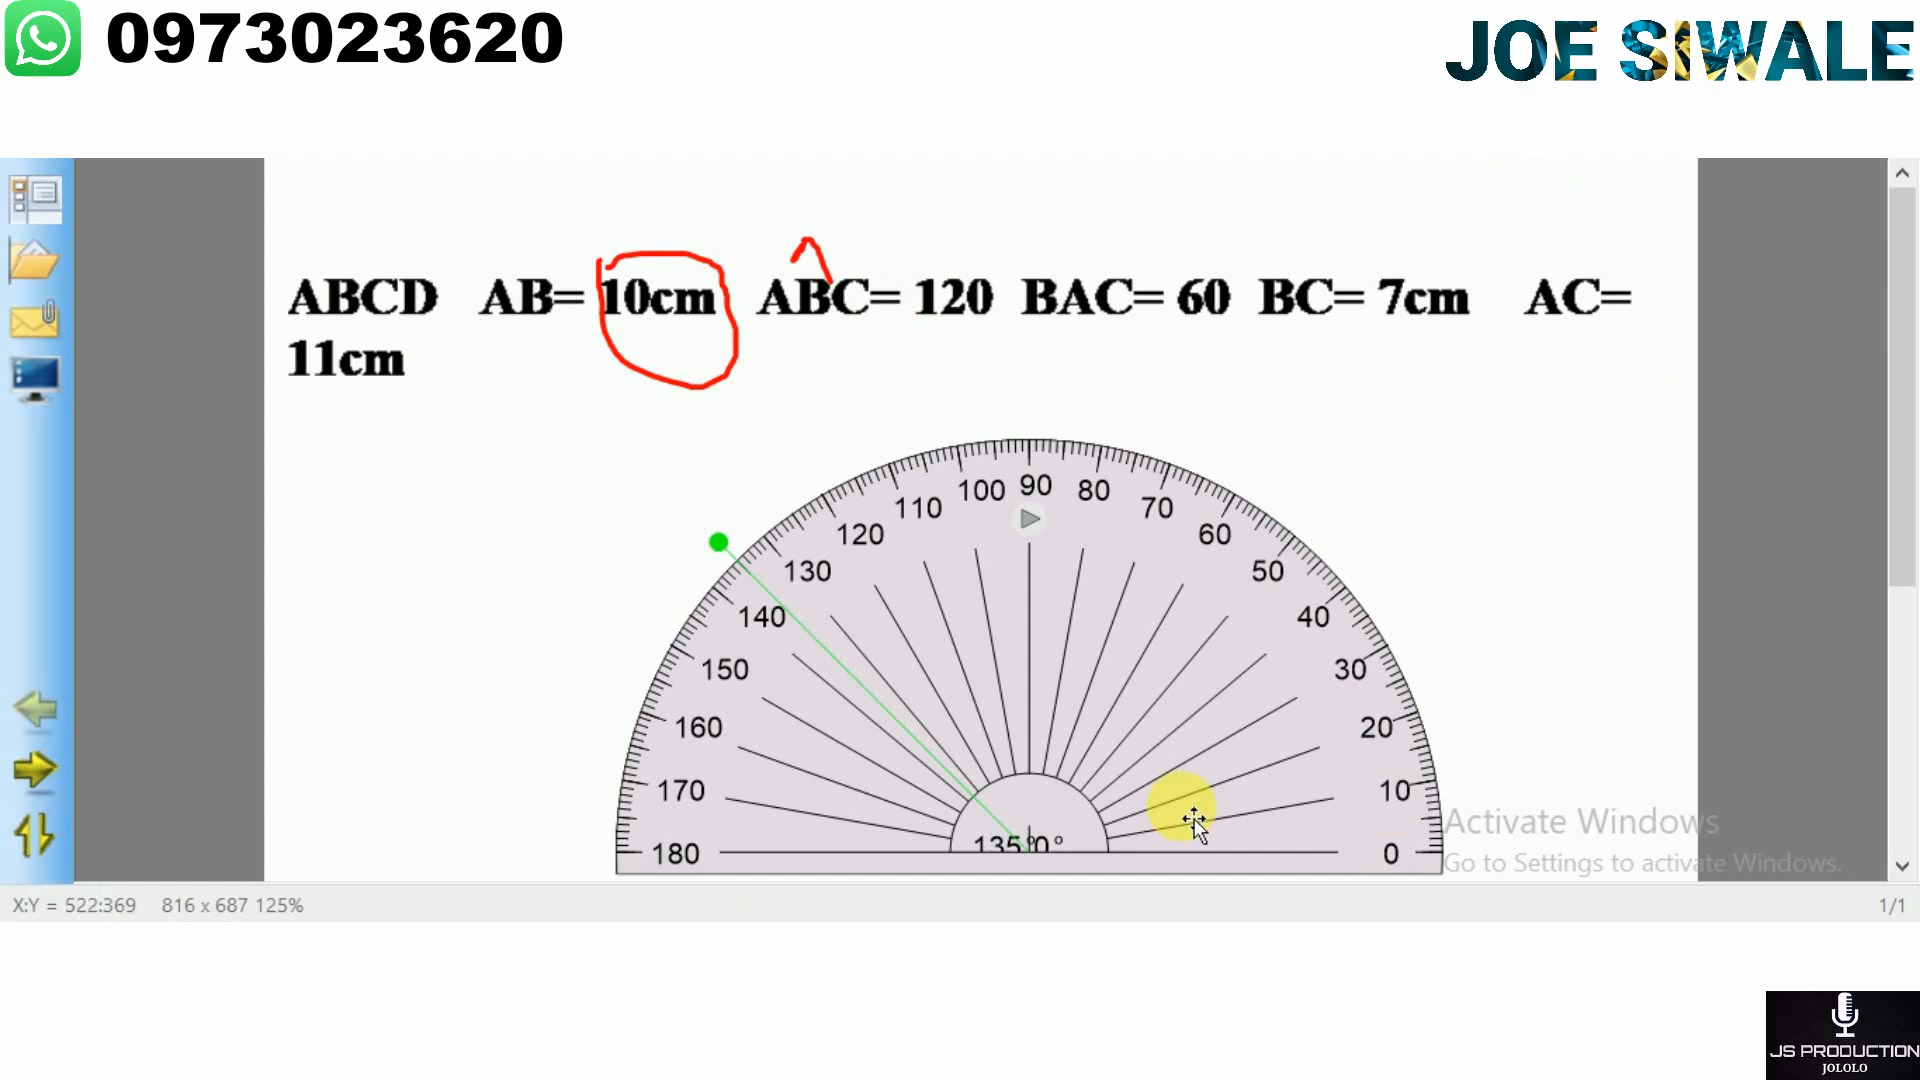 0973023620
JOE SIWALE
ABCD AB= 10cm ABC= 120 BAC= 60 BC= 7cm AC=
11cm
180 170 160 150 140 130 120 110 100 90 80 70 60 50 40 30 20 10 0
135° 0°
Activate Windows
Go to Settings to activate Windows.
X:Y = 522:369 816 x 687 125%
1/1
JS PRODUCTION
JOLOLO